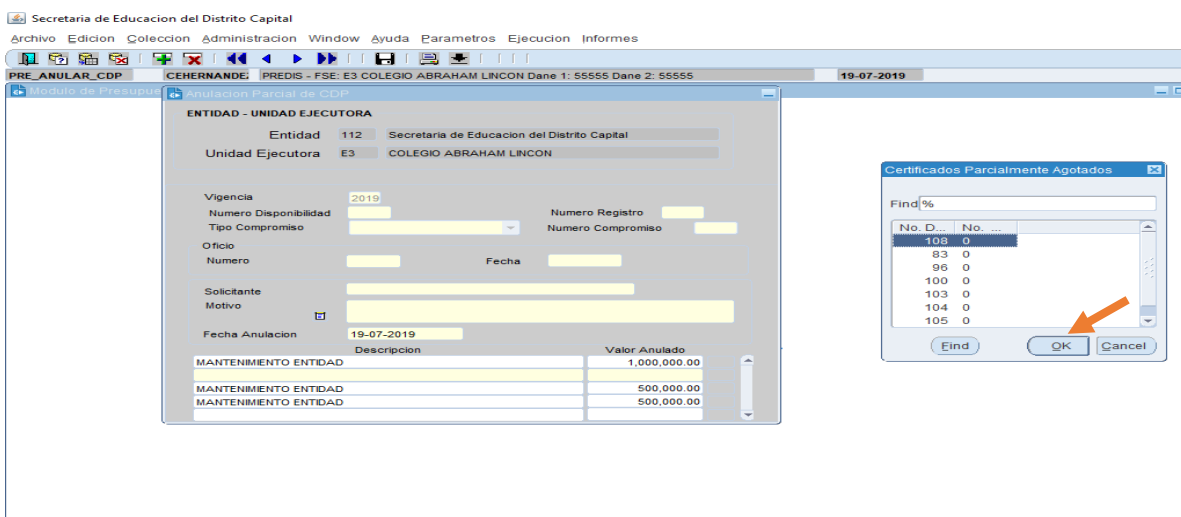 Secretaria de Educacion del Distrito Capital
Archivo Edicion Coleccion Administracion Window Ayuda Parametros Ejecucion Informes
PRE_ANULAR_CDP CEHERNANDEZ PREDIS - FSE: E3 COLEGIO ABRAHAM LINCON Dane 1: 55555 Dane 2: 55555 19-07-2019
Modulo de Presupue
Anulacion Parcial de CDP
ENTIDAD - UNIDAD EJECUTORA
Entidad 112 Secretaria de Educacion del Distrito Capital
Unidad Ejecutora E3 COLEGIO ABRAHAM LINCON
Vigencia 2019
Numero Disponibilidad Numero Registro
Tipo Compromiso Numero Compromiso
Oficio
Numero Fecha
Solicitante
Motivo
Fecha Anulacion 19-07-2019
Descripcion Valor Anulado
MANTENIMIENTO ENTIDAD 1,000,000.00
MANTENIMIENTO ENTIDAD 500,000.00
MANTENIMIENTO ENTIDAD 500,000.00
Certificados Parcialmente Agotados
Find %
No. D... No. ...
108 0
83 0
96 0
100 0
103 0
104 0
105 0
Find OK Cancel